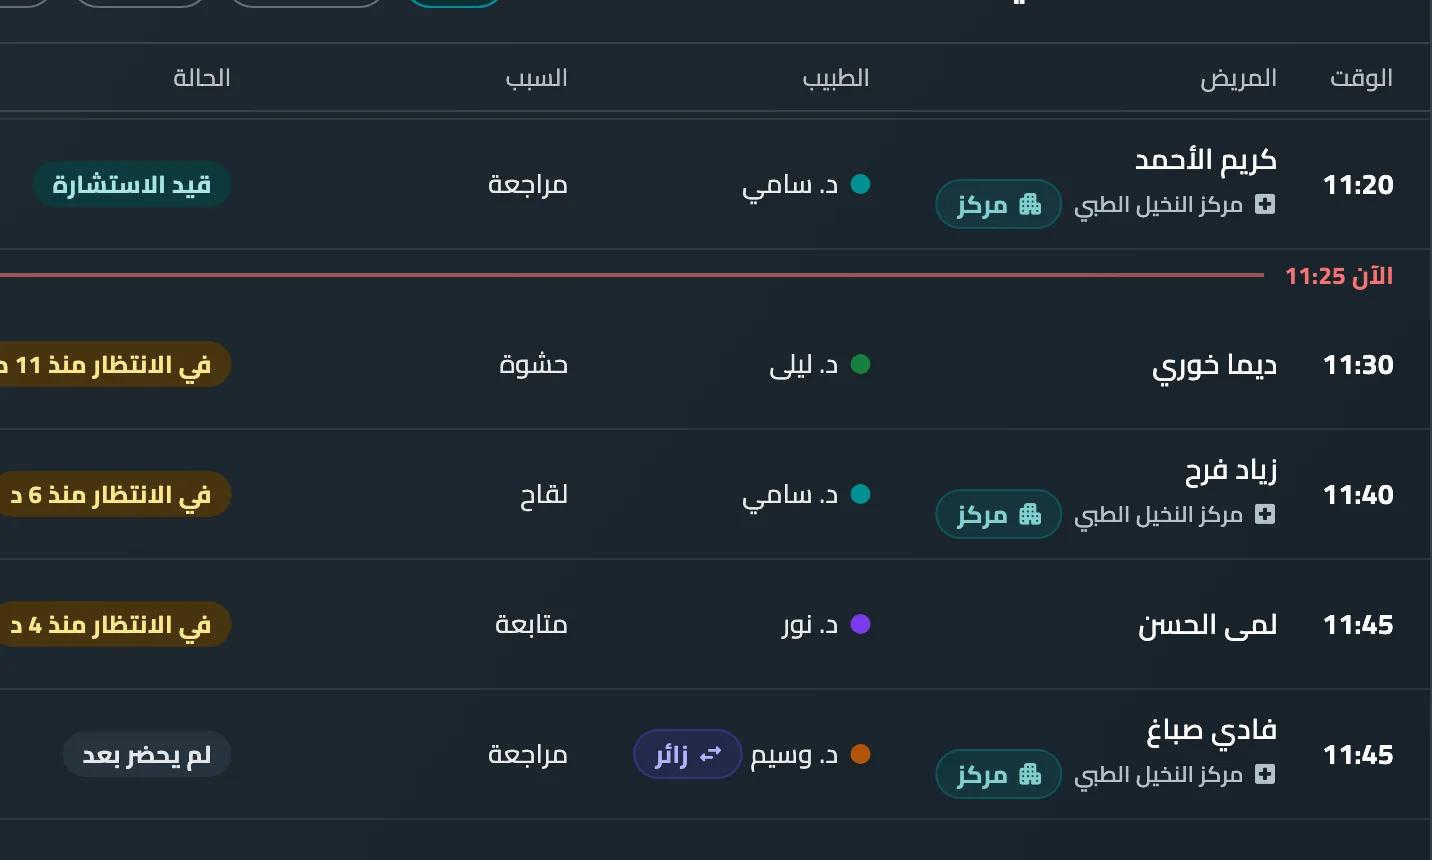 الوقت المريض الطبيب السبب الحالة
11:20 كريم الأحمد د. سامي مراجعة قيد الاستشارة
مركز النخيل الطبي مركز
الآن 11:25
11:30 ديما خوري د. ليلى حشوة في الانتظار منذ 11 د
11:40 زياد فرح د. سامي لقاح في الانتظار منذ 6 د
مركز النخيل الطبي مركز
11:45 لمى الحسن د. نور متابعة في الانتظار منذ 4 د
11:45 فادي صباغ د. وسيم زائر مراجعة لم يحضر بعد
مركز النخيل الطبي مركز